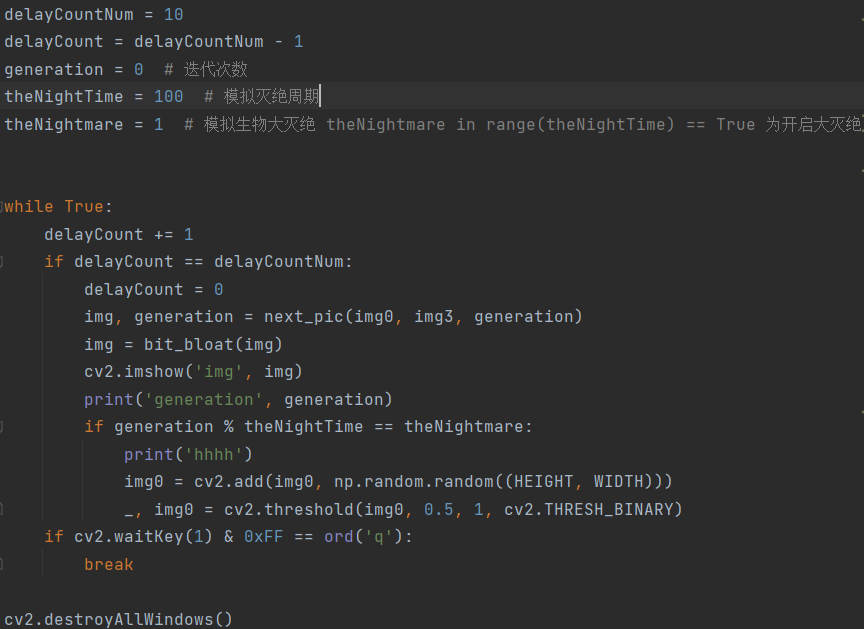 delayCountNum = 10
delayCount = delayCountNum - 1
generation = 0  # 迭代次数
theNightTime = 100  # 模拟灭绝周期
theNightmare = 1  # 模拟生物大灭绝 theNightmare in range(theNightTime) == True 为开启大灭绝
while True:
    delayCount += 1
    if delayCount == delayCountNum:
        delayCount = 0
        img, generation = next_pic(img0, img3, generation)
        img = bit_bloat(img)
        cv2.imshow('img', img)
        print('generation', generation)
        if generation % theNightTime == theNightmare:
            print('hhhh')
            img0 = cv2.add(img0, np.random.random((HEIGHT, WIDTH)))
            _, img0 = cv2.threshold(img0, 0.5, 1, cv2.THRESH_BINARY)
    if cv2.waitKey(1) & 0xFF == ord('q'):
        break
cv2.destroyAllWindows()